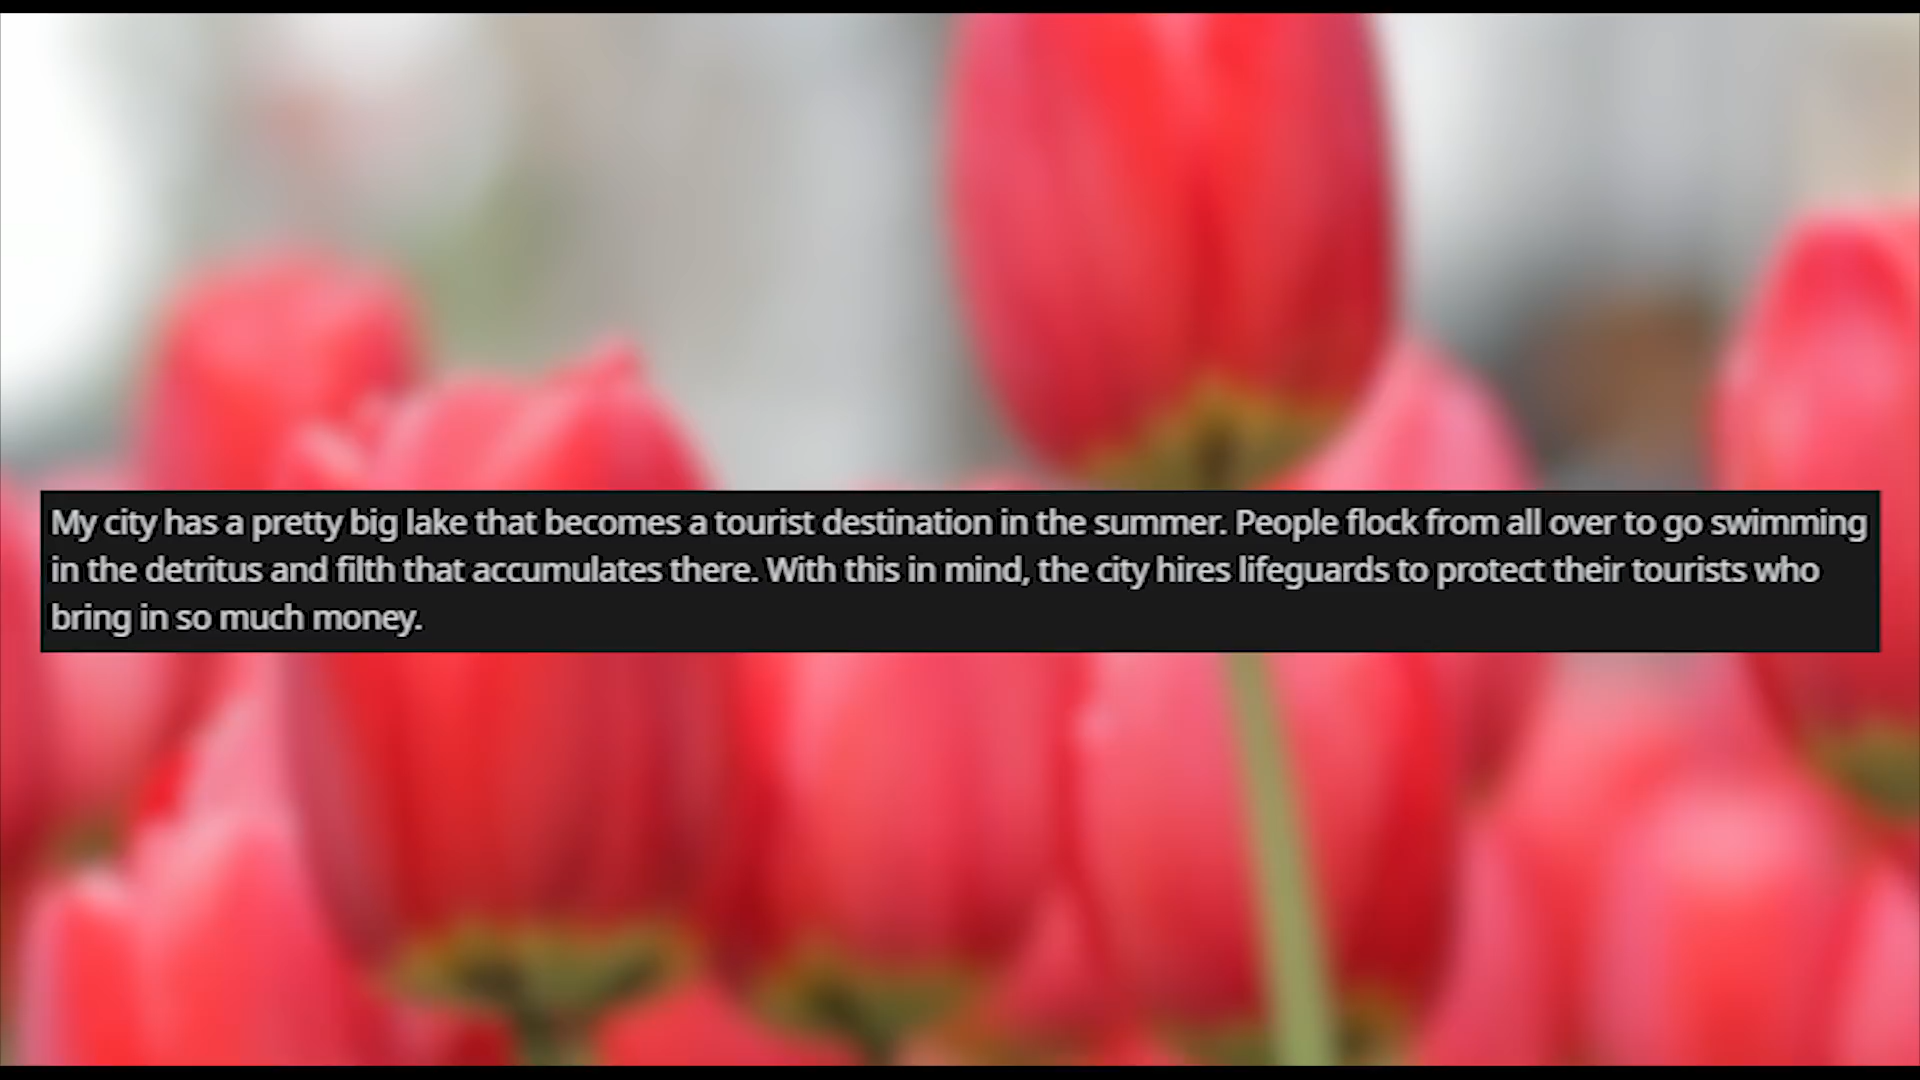 My city has a pretty big lake that becomes a tourist destination in the summer. People flock from all over to go swimming
in the detritus and filth that accumulates there. With this in mind, the city hires lifeguards to protect their tourists who
bring in so much money.